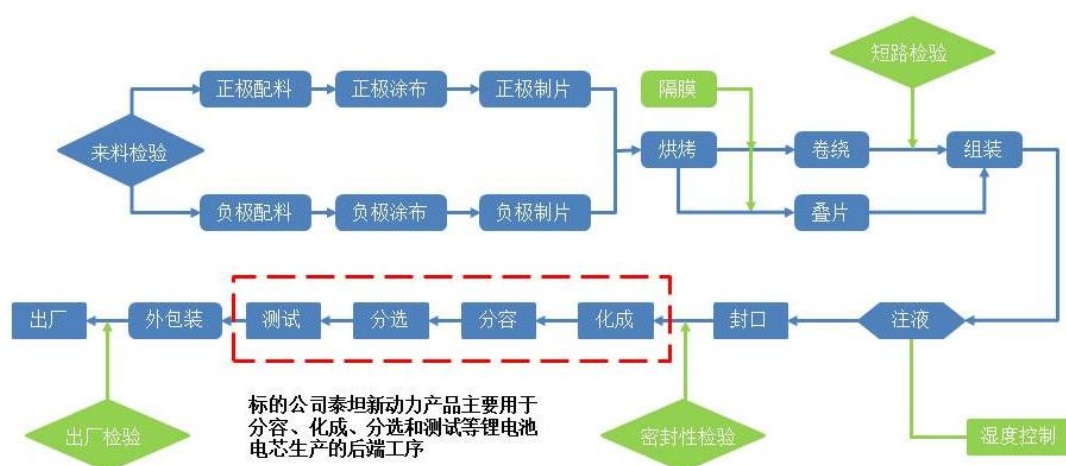 短路检验
正极配料
正极涂布
正极制片
隔膜
来料检验
烘烤
卷绕
组装
负极配料
负极涂布
负极制片
叠片
出厂
外包装
测试
分选
分容
化成
封口
注液
标的公司泰坦新动力产品主要用于
分容、化成、分选和测试等锂电池
电芯生产的后端工序
出厂检验
密封性检验
湿度控制